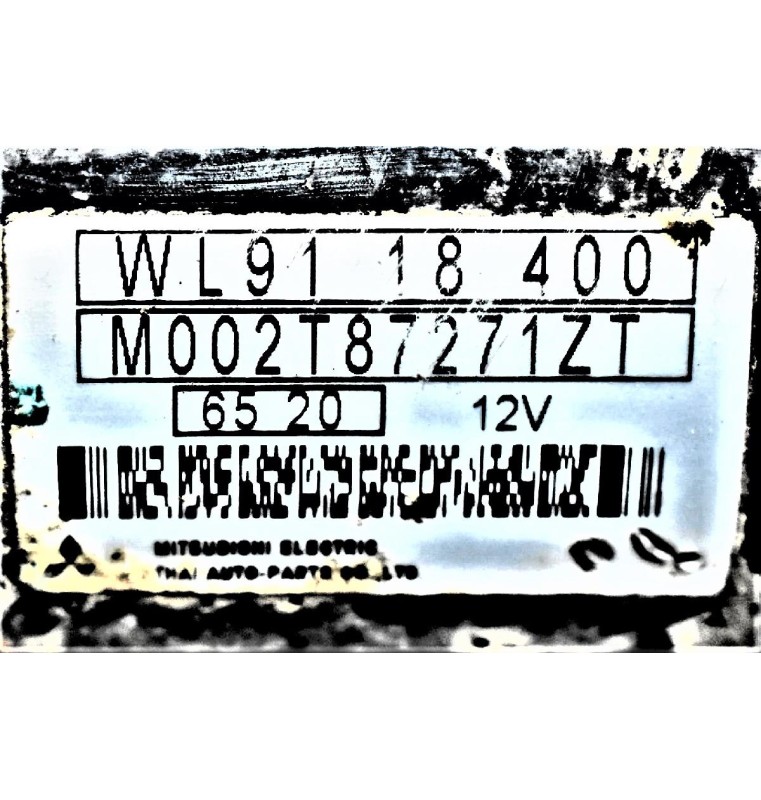 WL91 18 400
M002T87271ZT
65 20 12V
MITSUBISHI ELECTRIC
THAI AUTO-PARTS CO.,LTD